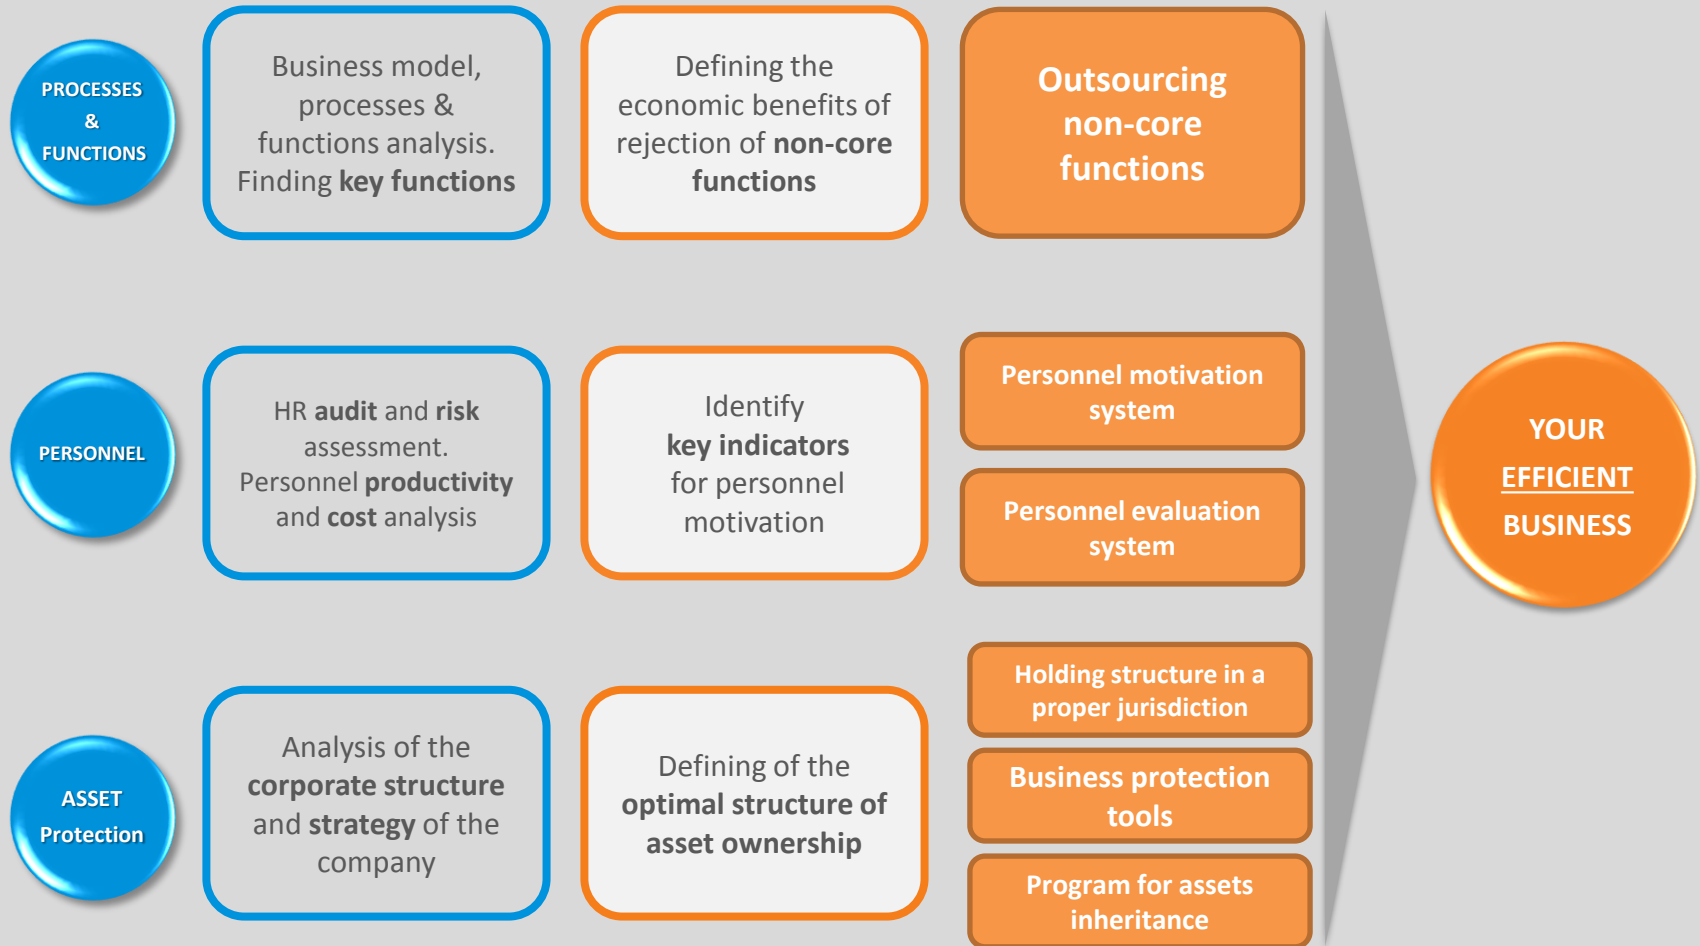 PROCESSES
&
FUNCTIONS
Business model,
processes &
functions analysis.
Finding key functions
Defining the
economic benefits of
rejection of non-core
functions
Outsourcing
non-core
functions
PERSONNEL
HR audit and risk
assessment.
Personnel productivity
and cost analysis
Identify
key indicators
for personnel
motivation
Personnel motivation
system
Personnel evaluation
system
YOUR
EFFICIENT
BUSINESS
ASSET
Protection
Analysis of the
corporate structure
and strategy of the
company
Defining of the
optimal structure of
asset ownership
Holding structure in a
proper jurisdiction
Business protection
tools
Program for assets
inheritance